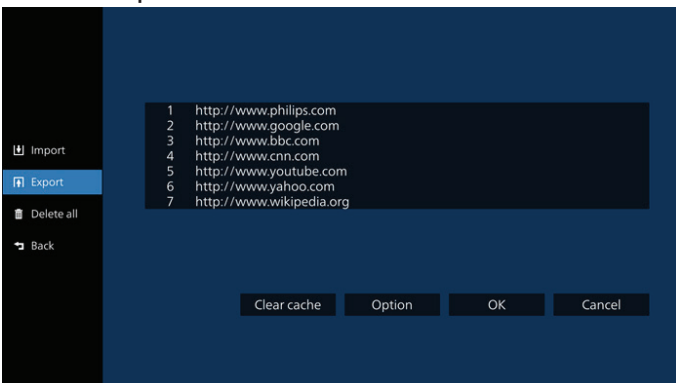 Import
Export
Delete all
Back
1 http://www.philips.com
2 http://www.google.com
3 http://www.bbc.com
4 http://www.cnn.com
5 http://www.youtube.com
6 http://www.yahoo.com
7 http://www.wikipedia.org
Clear cache Option OK Cancel